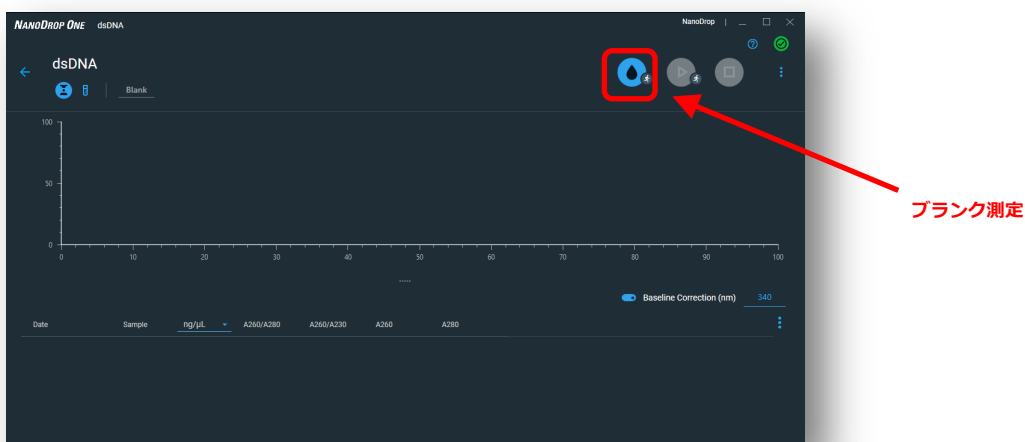 NANODROP ONE dsDNA NanoDrop
dsDNA
Blank
100
50
0
0 10 20 30 40 50 60 70 80 90 100
Baseline Correction (nm) 340
Date Sample ng/µL A260/A280 A260/A230 A260 A280
ブランク測定